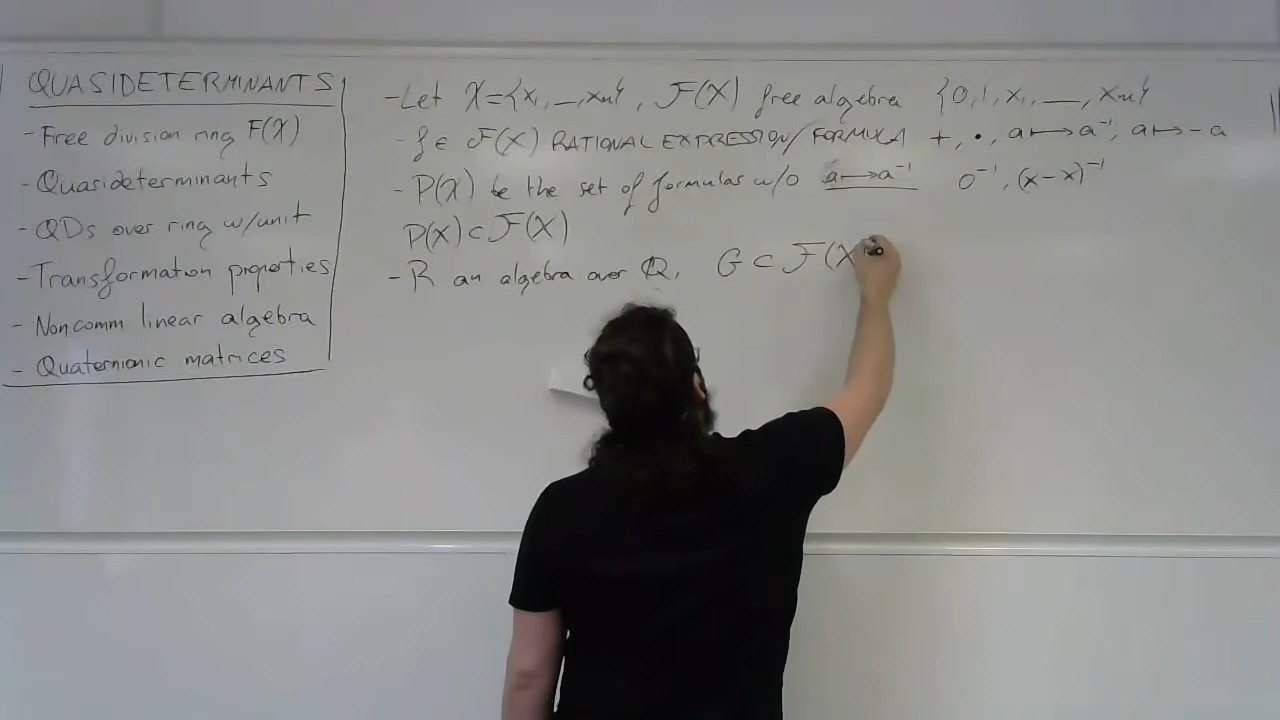 QUASIDETERMINANTS
- Free division ring F(X)
- Quasideterminants
- QDs over ring w/unit
- Transformation properties
- Noncomm linear algebra
- Quaternionic matrices
- Let X={x₁, —, xₙ}, F(X) free algebra {0, 1, x₁, —, xₙ}
- f ∈ F(X) RATIONAL EXPRESSION/FORMULA +, •, a ↦ a⁻¹, a ↦ -a
- P(X) be the set of formulas w/o a ↦ a⁻¹ 0⁻¹, (x-x)⁻¹
P(X) ⊂ F(X)
- R an algebra over Q, G ⊂ F(X